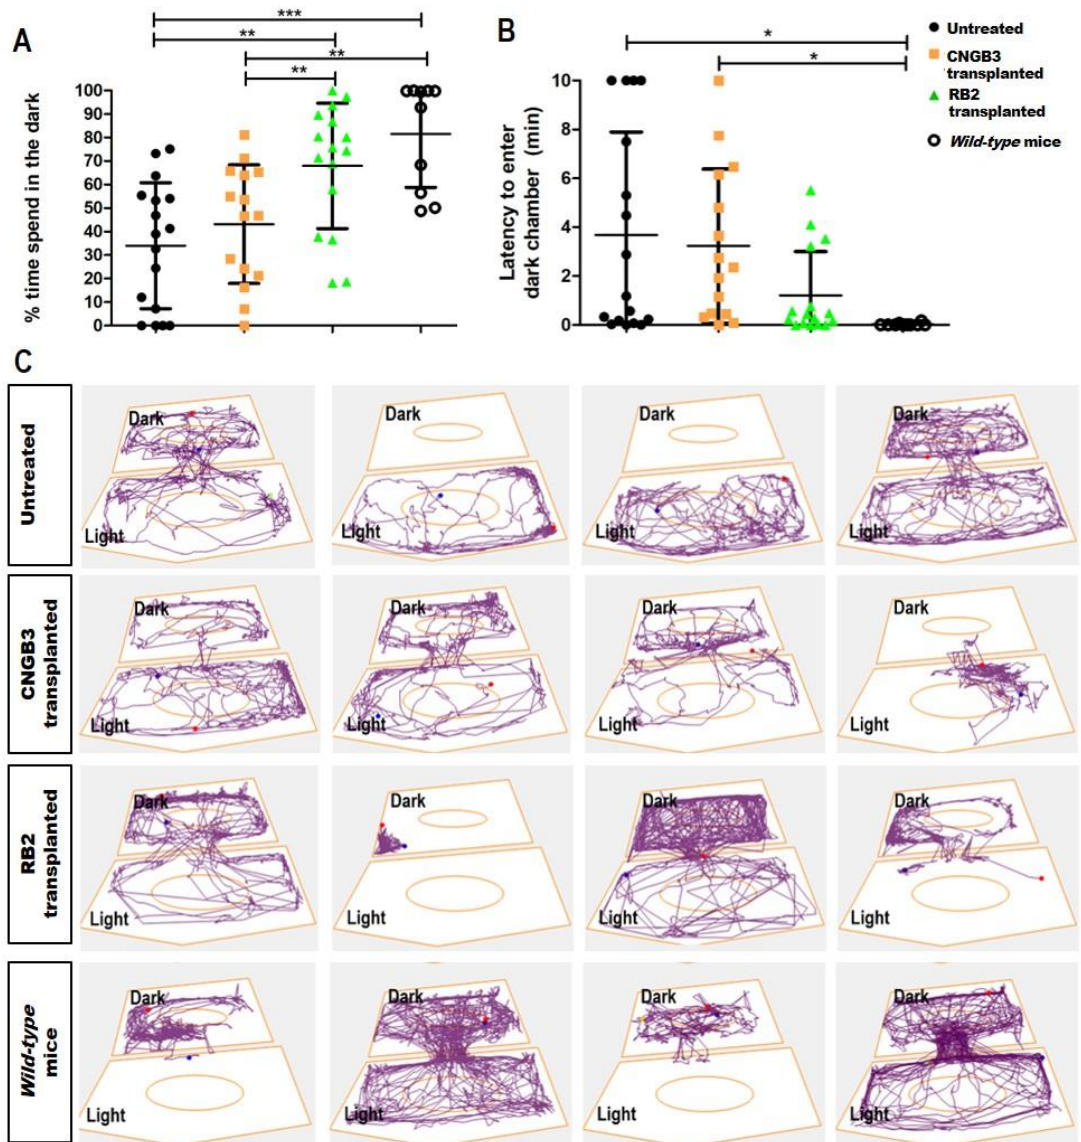 A
***
**
**
**
% time spend in the dark
100
90
80
70
60
50
40
30
20
10
0
B
*
*
Latency to enter
dark chamber (min)
10
8
6
4
2
0
Untreated
CNGB3
transplanted
RB2
transplanted
Wild-type mice
C
Untreated
Dark
Light
Dark
Dark
Dark
Light
CNGB3
transplanted
Dark
Light
Dark
Light
Dark
Light
Dark
Light
RB2
transplanted
Dark
Light
Dark
Light
Dark
Light
Dark
Light
Wild-type
mice
Dark
Light
Dark
Light
Dark
Light
Dark
Light